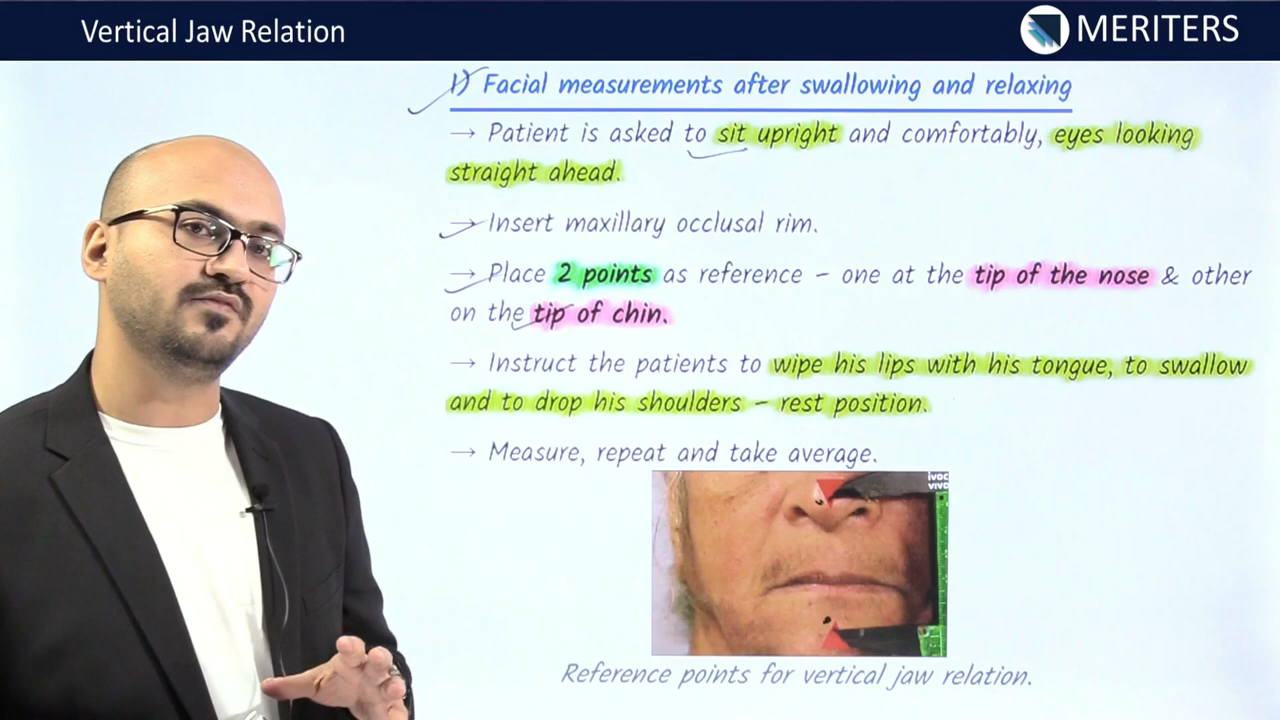 Vertical Jaw Relation
MERITERS
1) Facial measurements after swallowing and relaxing
→ Patient is asked to sit upright and comfortably, eyes looking
straight ahead.
→ Insert maxillary occlusal rim.
→ Place 2 points as reference – one at the tip of the nose & other
on the tip of chin.
→ Instruct the patients to wipe his lips with his tongue, to swallow
and to drop his shoulders – rest position.
→ Measure, repeat and take average.
ivoc
vivo
Reference points for vertical jaw relation.